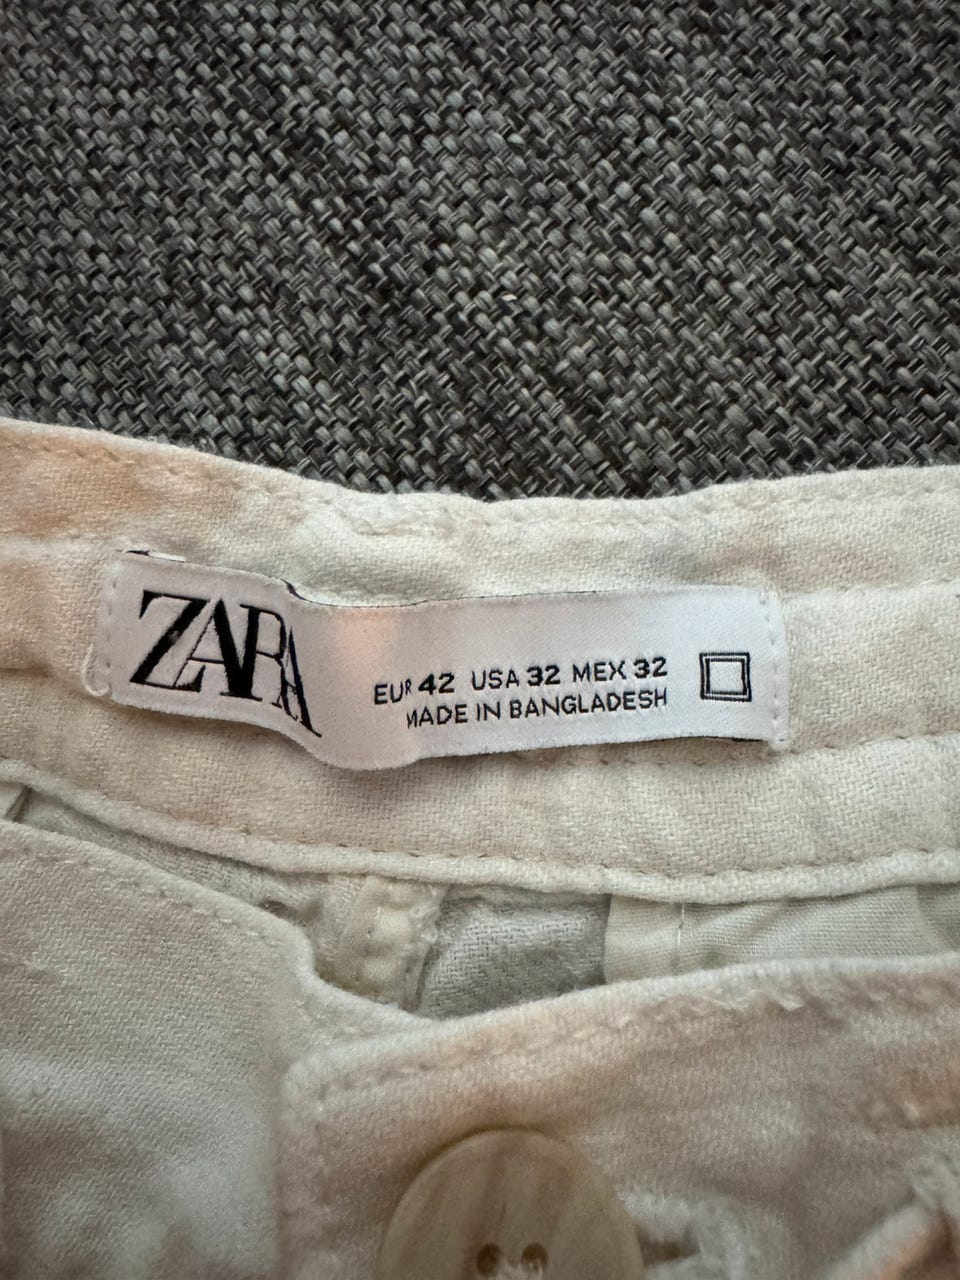 ZARA
EUR 42 USA 32 MEX 32
MADE IN BANGLADESH